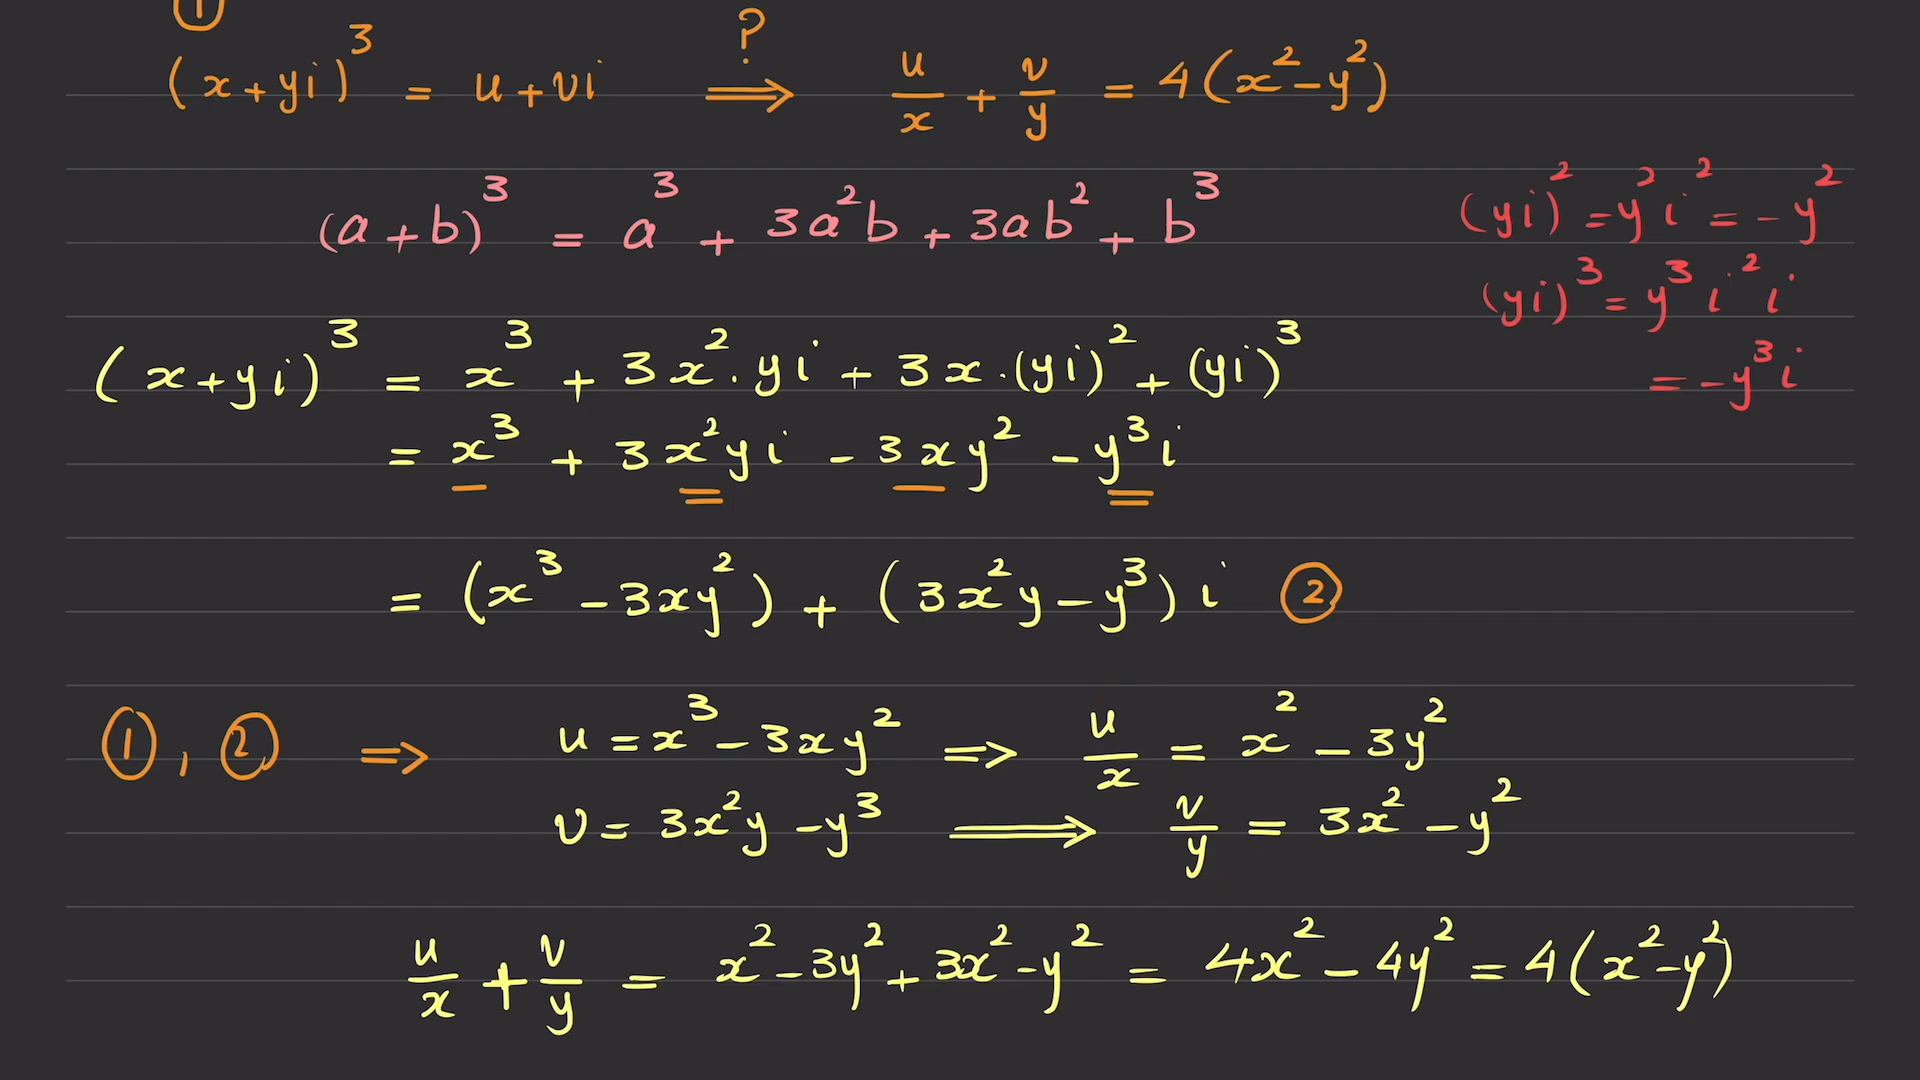 ①
(x+yi)³ = u+vi ?⟹ u/x + v/y = 4(x²-y²)
(a+b)³ = a³ + 3a²b + 3ab² + b³
(yi)² = y²i² = -y²
(yi)³ = y³ i² i
= -y³i
(x+yi)³ = x³ + 3x².yi + 3x.(yi)² + (yi)³
= x³ + 3x²yi - 3xy² - y³i
= (x³ - 3xy²) + (3x²y - y³) i ②
①, ② ⟹ u = x³ - 3xy² ⟹ u/x = x² - 3y²
v = 3x²y - y³ ⟹ v/y = 3x² - y²
u/x + v/y = x² - 3y² + 3x² - y² = 4x² - 4y² = 4(x²-y²)